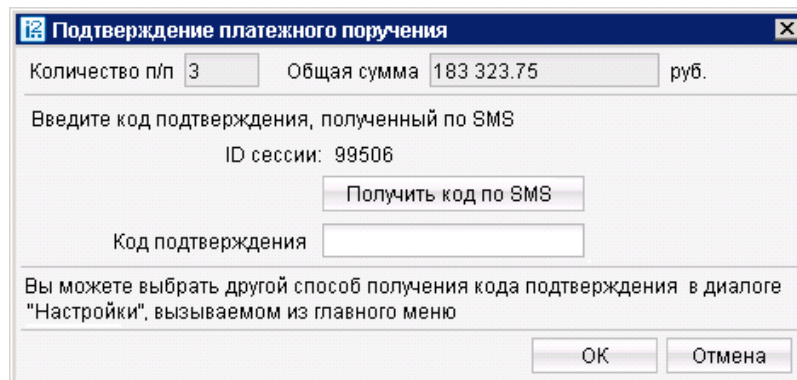 i2 Подтверждение платежного поручения
Количество п/п 3 Общая сумма 183 323.75 руб.
Введите код подтверждения, полученный по SMS
ID сессии: 99506
Получить код по SMS
Код подтверждения
Вы можете выбрать другой способ получения кода подтверждения в диалоге
"Настройки", вызываемом из главного меню
ОК Отмена